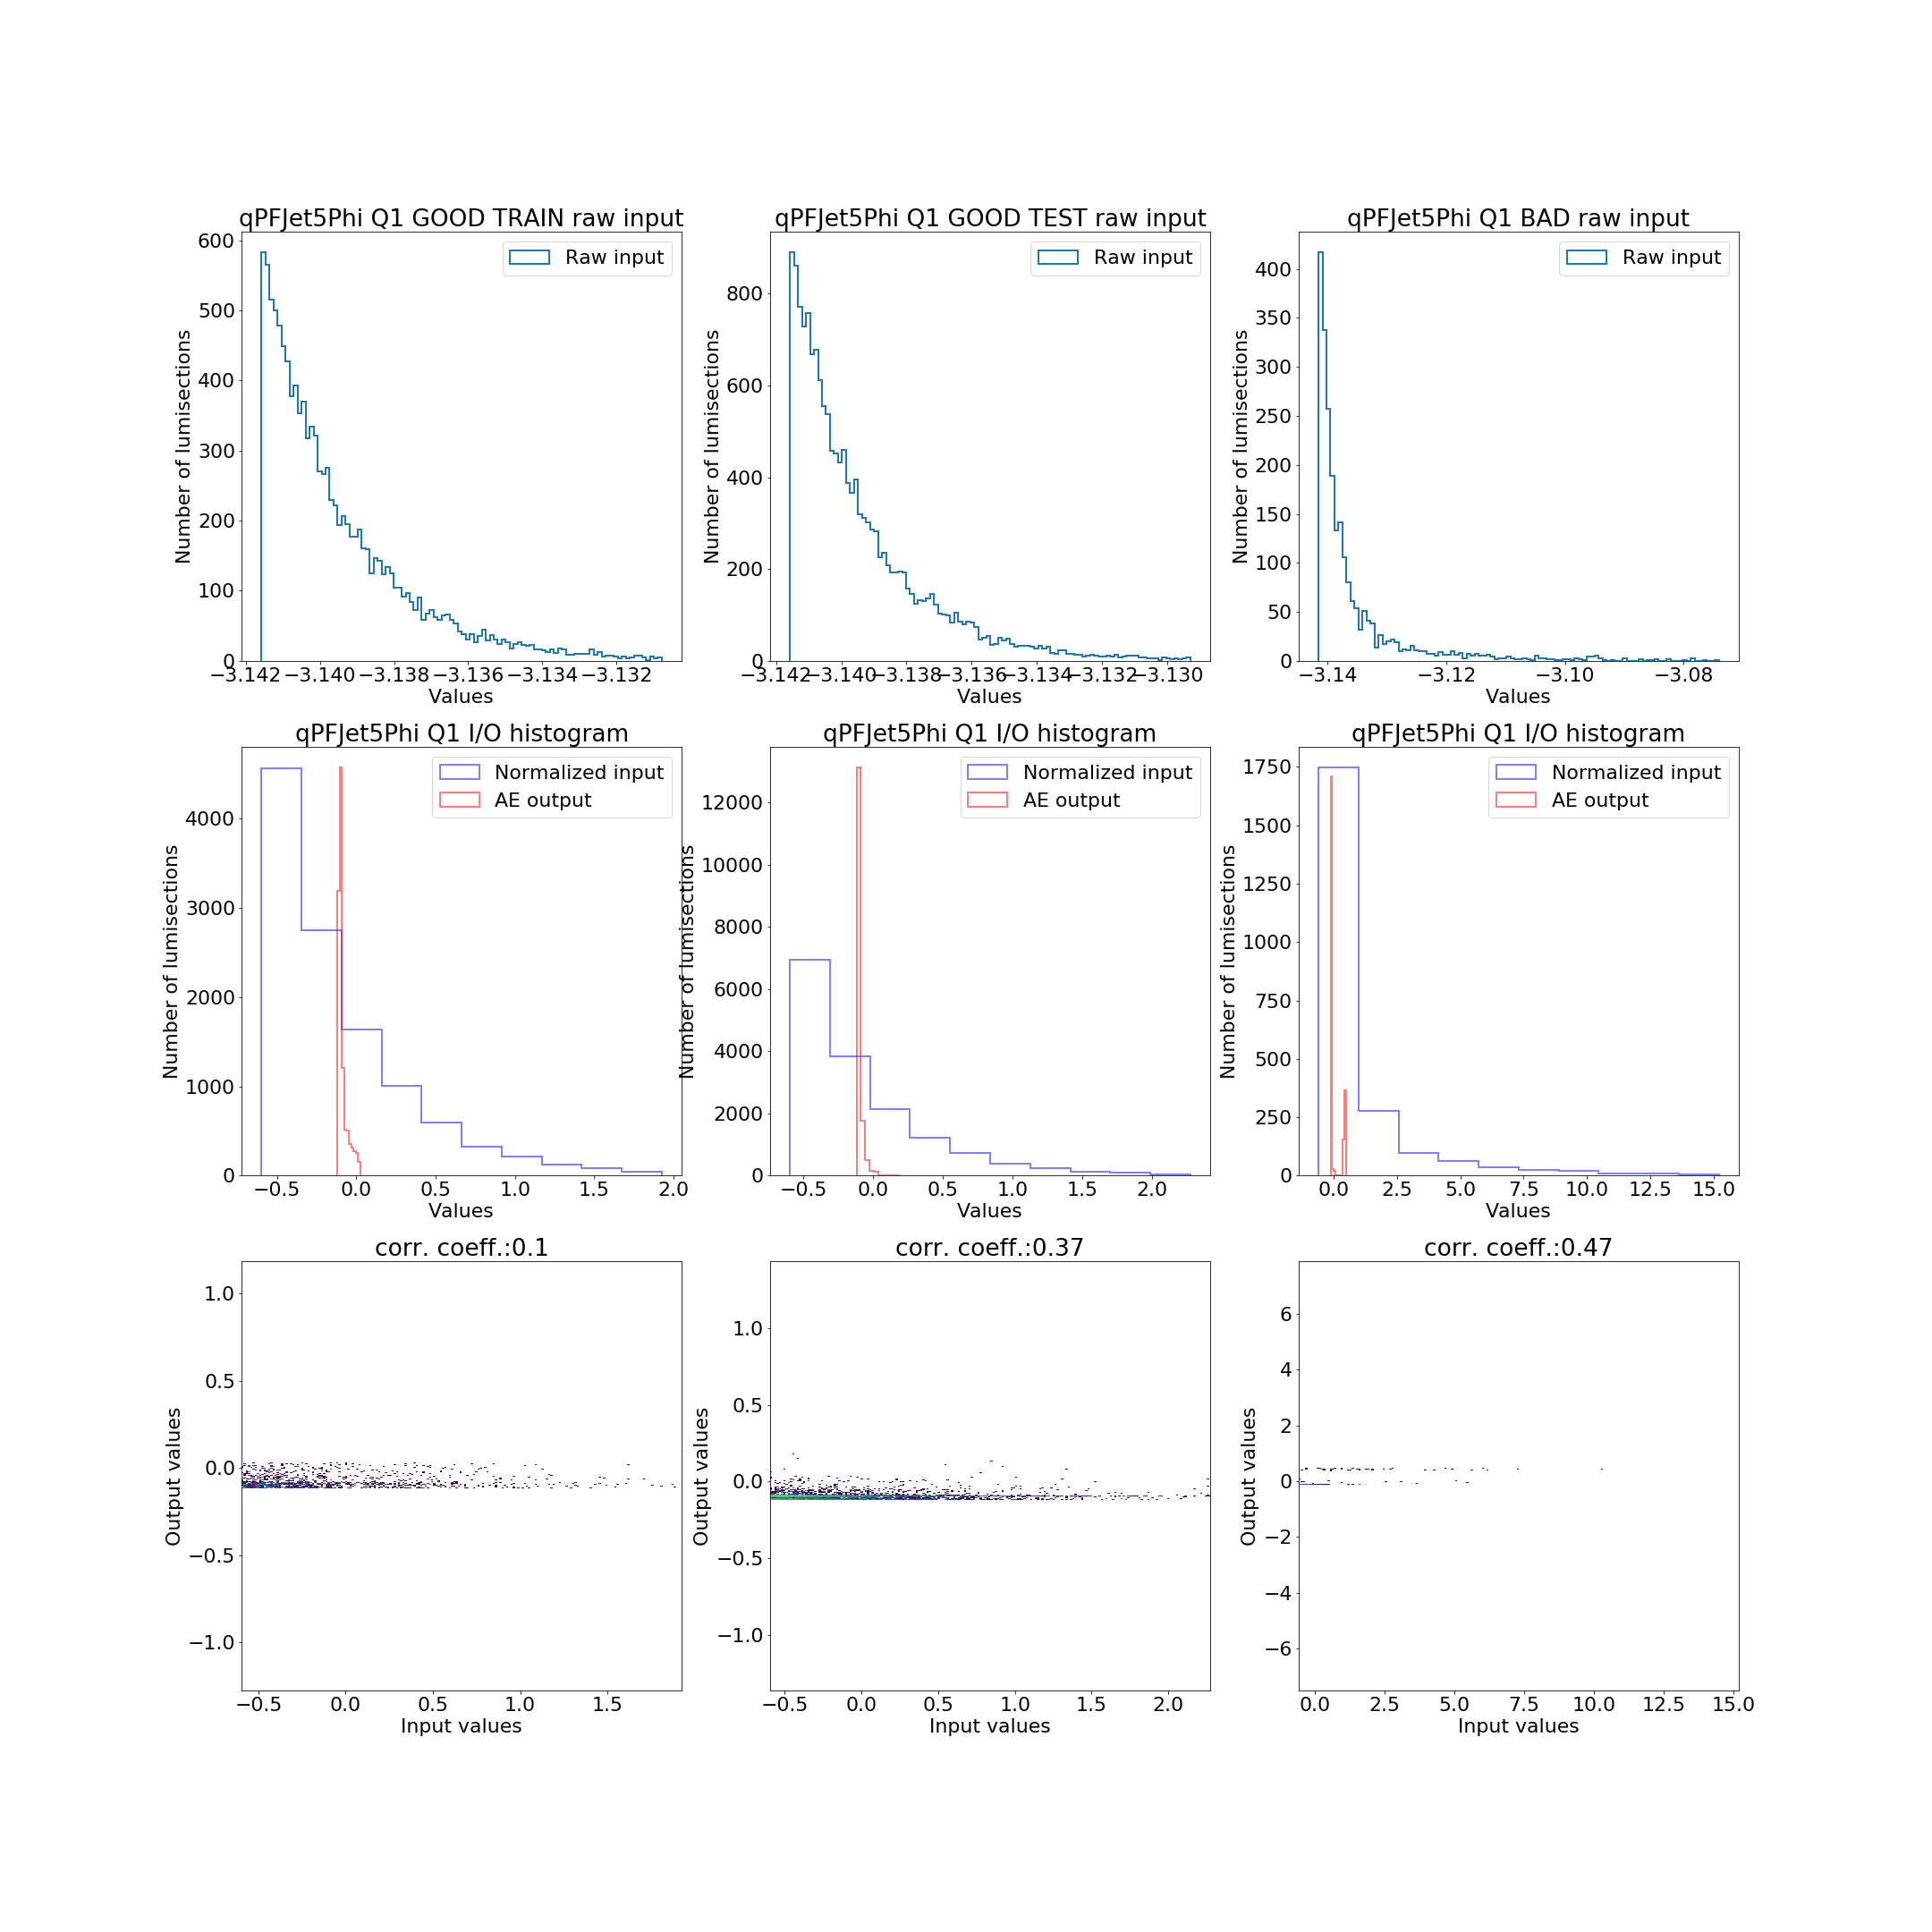 qPFJet5Phi Q1 GOOD TRAIN raw input
600
500
400
300
200
100
0
Number of lumisections
Raw input
−3.142 −3.140 −3.138 −3.136 −3.134 −3.132
Values
qPFJet5Phi Q1 GOOD TEST raw input
800
600
400
200
0
Number of lumisections
Raw input
−3.142 −3.140 −3.138 −3.136 −3.134 −3.132 −3.130
Values
qPFJet5Phi Q1 BAD raw input
400
350
300
250
200
150
100
50
0
Number of lumisections
Raw input
−3.14 −3.12 −3.10 −3.08
Values
qPFJet5Phi Q1 I/O histogram
Normalized input
AE output
4000
3000
2000
1000
0
Number of lumisections
−0.5 0.0 0.5 1.0 1.5 2.0
Values
qPFJet5Phi Q1 I/O histogram
Normalized input
AE output
12000
10000
8000
6000
4000
2000
0
Number of lumisections
−0.5 0.0 0.5 1.0 1.5 2.0
Values
qPFJet5Phi Q1 I/O histogram
Normalized input
AE output
1750
1500
1250
1000
750
500
250
0
Number of lumisections
0.0 2.5 5.0 7.5 10.0 12.5 15.0
Values
corr. coeff.:0.1
1.0
0.5
0.0
−0.5
−1.0
Output values
−0.5 0.0 0.5 1.0 1.5
Input values
corr. coeff.:0.37
1.0
0.5
0.0
−0.5
−1.0
Output values
−0.5 0.0 0.5 1.0 1.5 2.0
Input values
corr. coeff.:0.47
6
4
2
0
−2
−4
−6
Output values
0.0 2.5 5.0 7.5 10.0 12.5 15.0
Input values